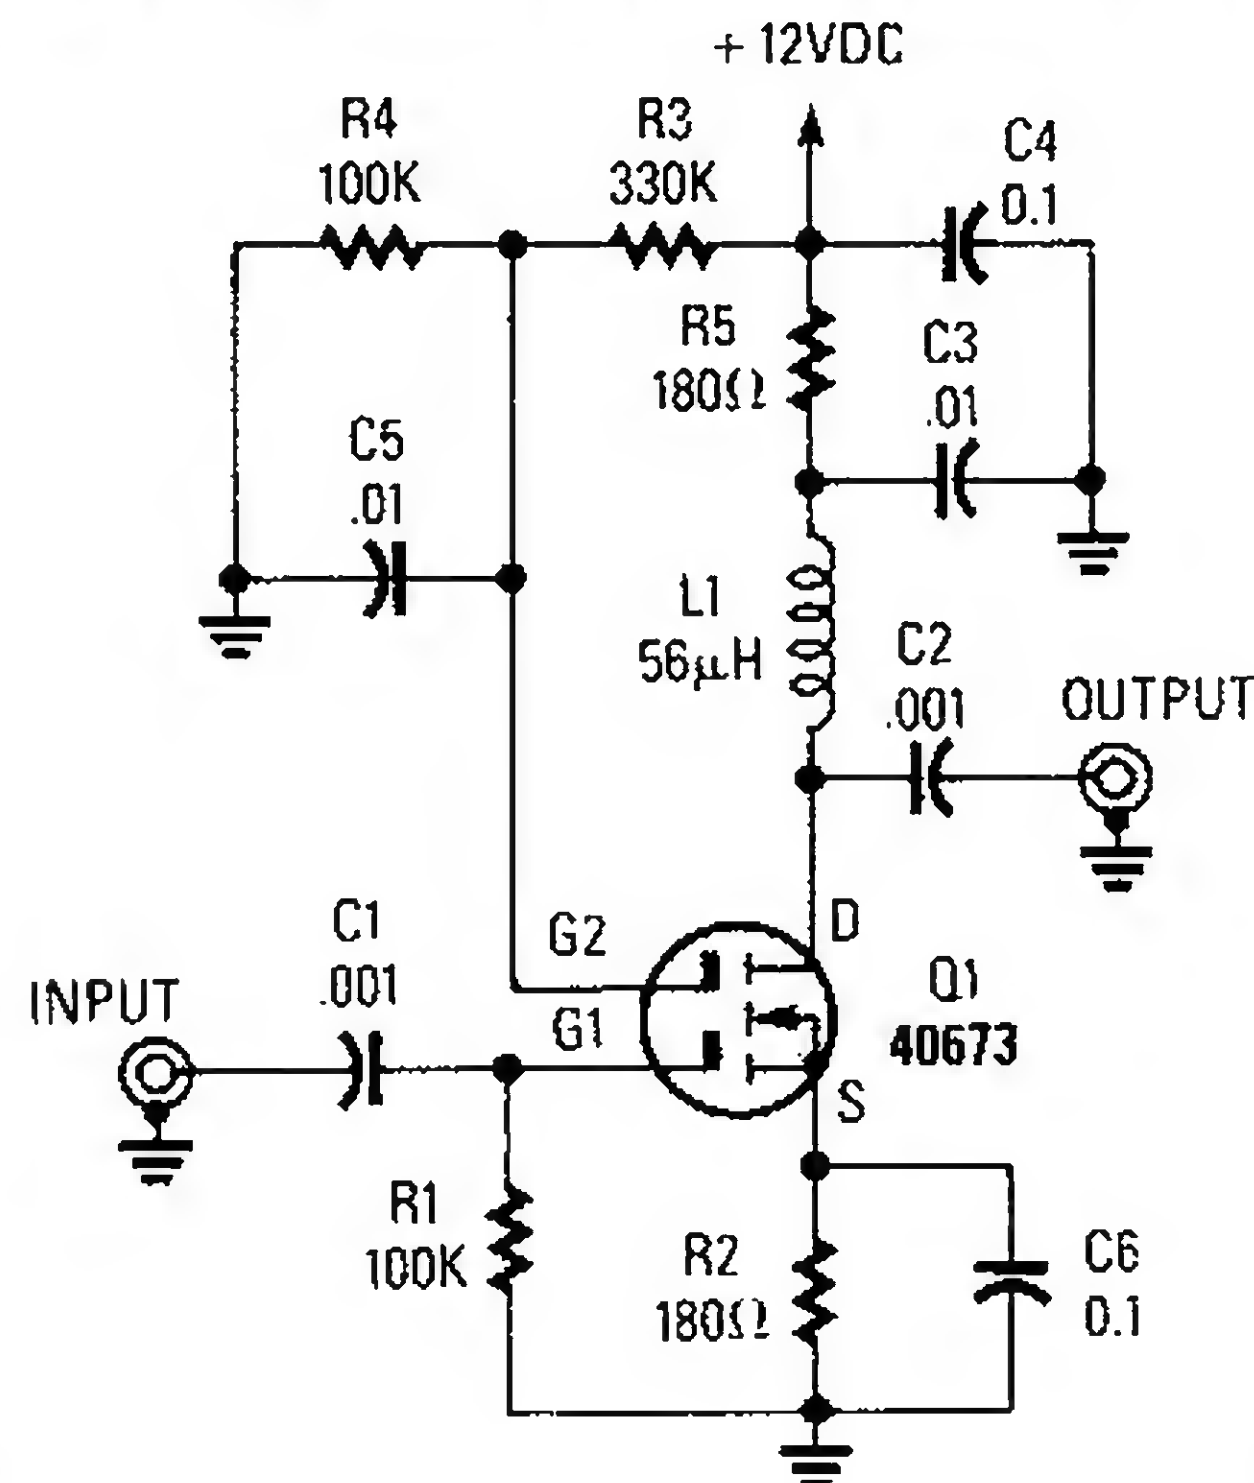 +12VDC
R4
100K
R3
330K
C4
0.1
R5
180Ω
C3
.01
C5
.01
L1
56μH
C2
.001
OUTPUT
C1
.001
INPUT
G2
G1
D
Q1
40673
S
R1
100K
R2
180Ω
C6
0.1